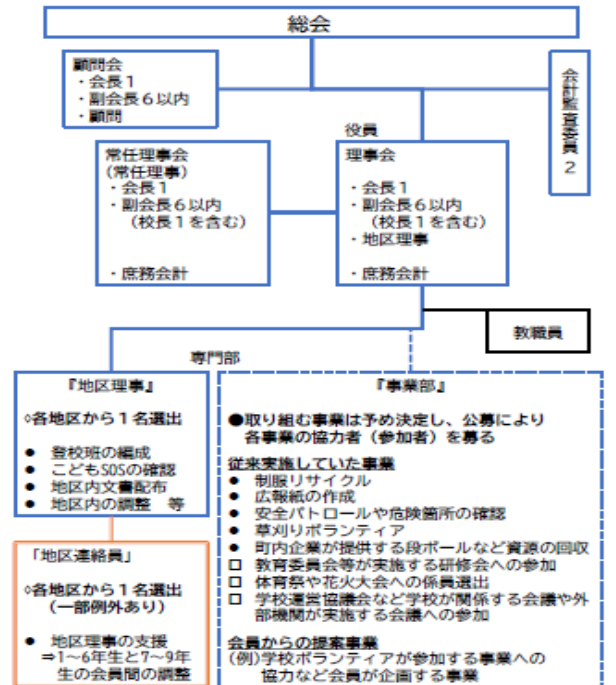 総会
顧問会
・会長1
・副会長6以内
・顧問
会計監査委員 2
役員
常任理事会
(常任理事)
・会長1
・副会長6以内
（校長1を含む）
・庶務会計
理事会
・会長1
・副会長6以内
（校長1を含む）
・地区理事
・庶務会計
教職員
専門部
『地区理事』
◊各地区から1名選出
● 登校班の編成
● こどもSOSの確認
● 地区内文書配布
● 地区内の調整 等
「地区連絡員」
◊各地区から1名選出
（一部例外あり）
● 地区理事の支援
⇒1～6年生と7～9年
生の会員間の調整
『事業部』
●取り組む事業は予め決定し、公募により
各事業の協力者（参加者）を募る
従来実施していた事業
● 制服リサイクル
● 広報紙の作成
● 安全パトロールや危険箇所の確認
● 草刈りボランティア
● 町内企業が提供する段ボールなど資源の回収
□ 教育委員会等が実施する研修会への参加
□ 体育祭や花火大会への係員選出
□ 学校運営協議会など学校が関係する会議や外
部機関が実施する会議への参加
会員からの提案事業
(例)学校ボランティアが参加する事業への
協力など会員が企画する事業